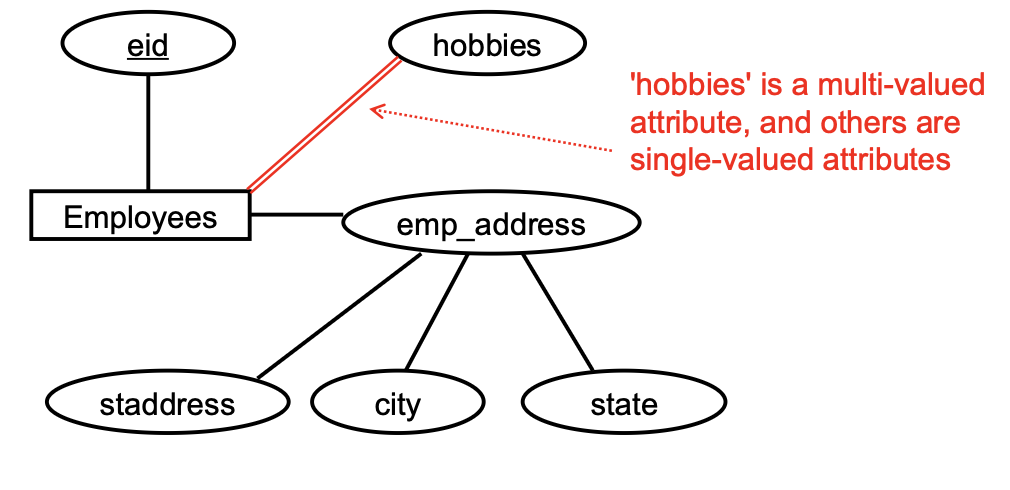 eid
hobbies
'hobbies' is a multi-valued
attribute, and others are
single-valued attributes
Employees
emp_address
staddress
city
state